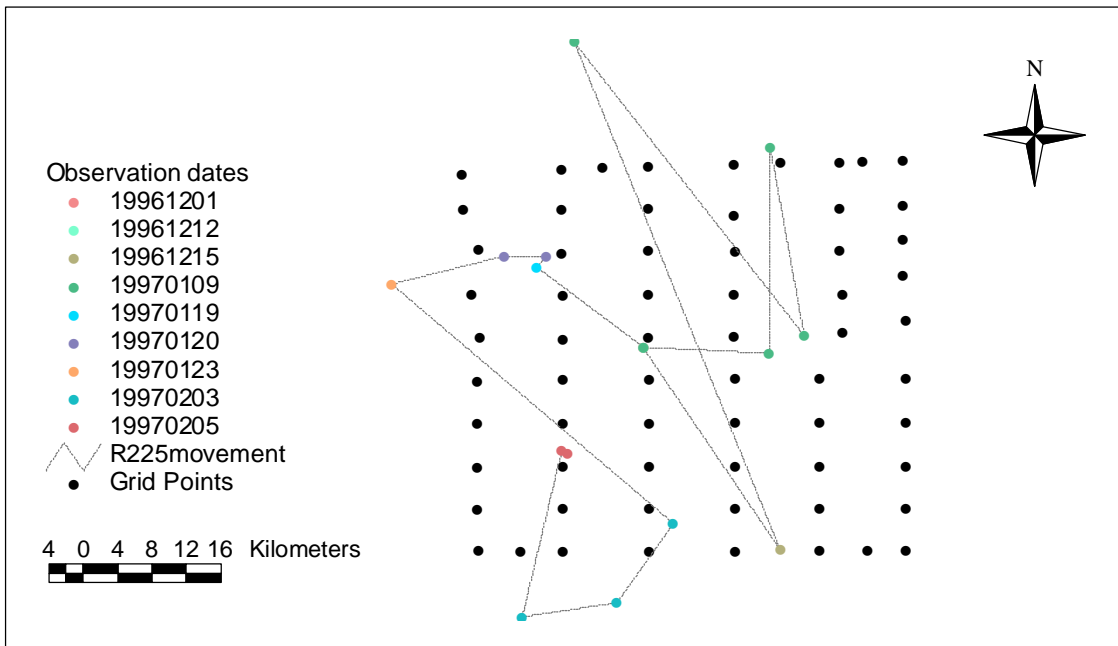 N
Observation dates
19961201
19961212
19961215
19970109
19970119
19970120
19970123
19970203
19970205
R225movement
Grid Points
4 0 4 8 12 16 Kilometers